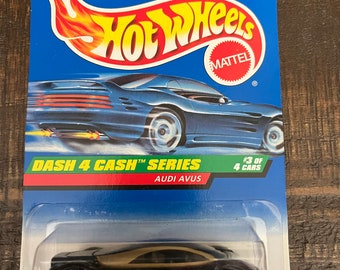 HOT WHEELS
MATTEL
®
DASH 4 CASH™ SERIES
#3 OF
4 CARS
AUDI AVUS